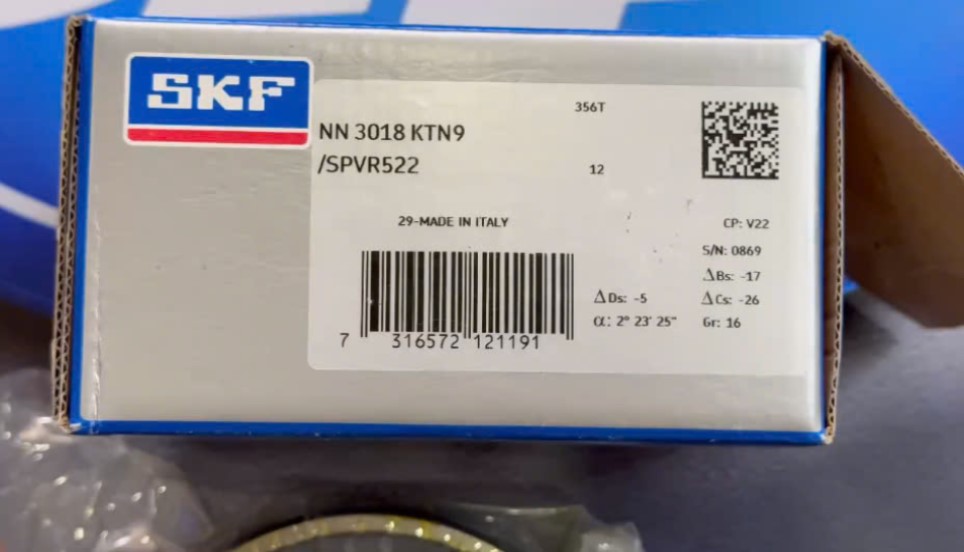 SKF
356T
NN 3018 KTN9
/SPVR522
12
29-MADE IN ITALY
CP: V22
S/N: 0869
ΔBs: -17
ΔDs: -5
ΔCs: -26
α: 2° 23' 25"
Gr: 16
7 316572 121191